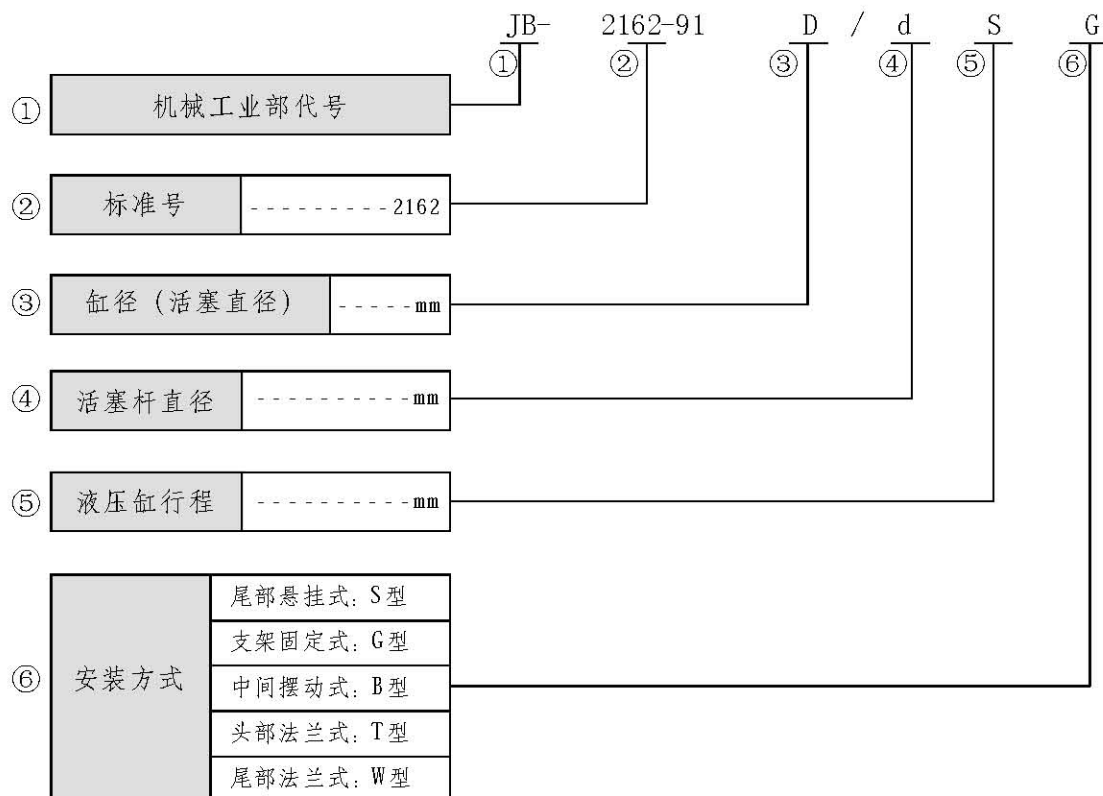 JB- 2162-91 D / d S G
① ② ③ ④ ⑤ ⑥
① 机械工业部代号
② 标准号 ---------2162
③ 缸径（活塞直径） -----mm
④ 活塞杆直径 ----------mm
⑤ 液压缸行程 ----------mm
尾部悬挂式：S型
支架固定式：G型
⑥ 安装方式 中间摆动式：B型
头部法兰式：T型
尾部法兰式：W型